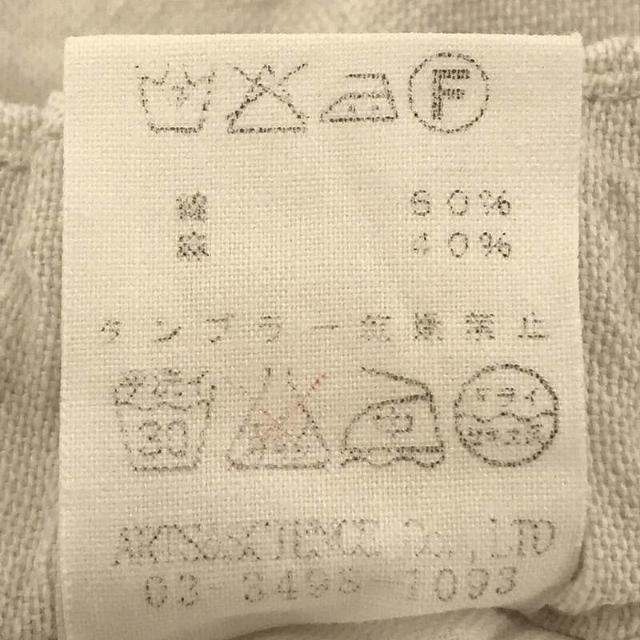 F
綿 60%
麻 40%
タンブラー乾燥禁止
30 中 ドライ
ARTS&SCIENCE Co.,LTD
03-3498-1093